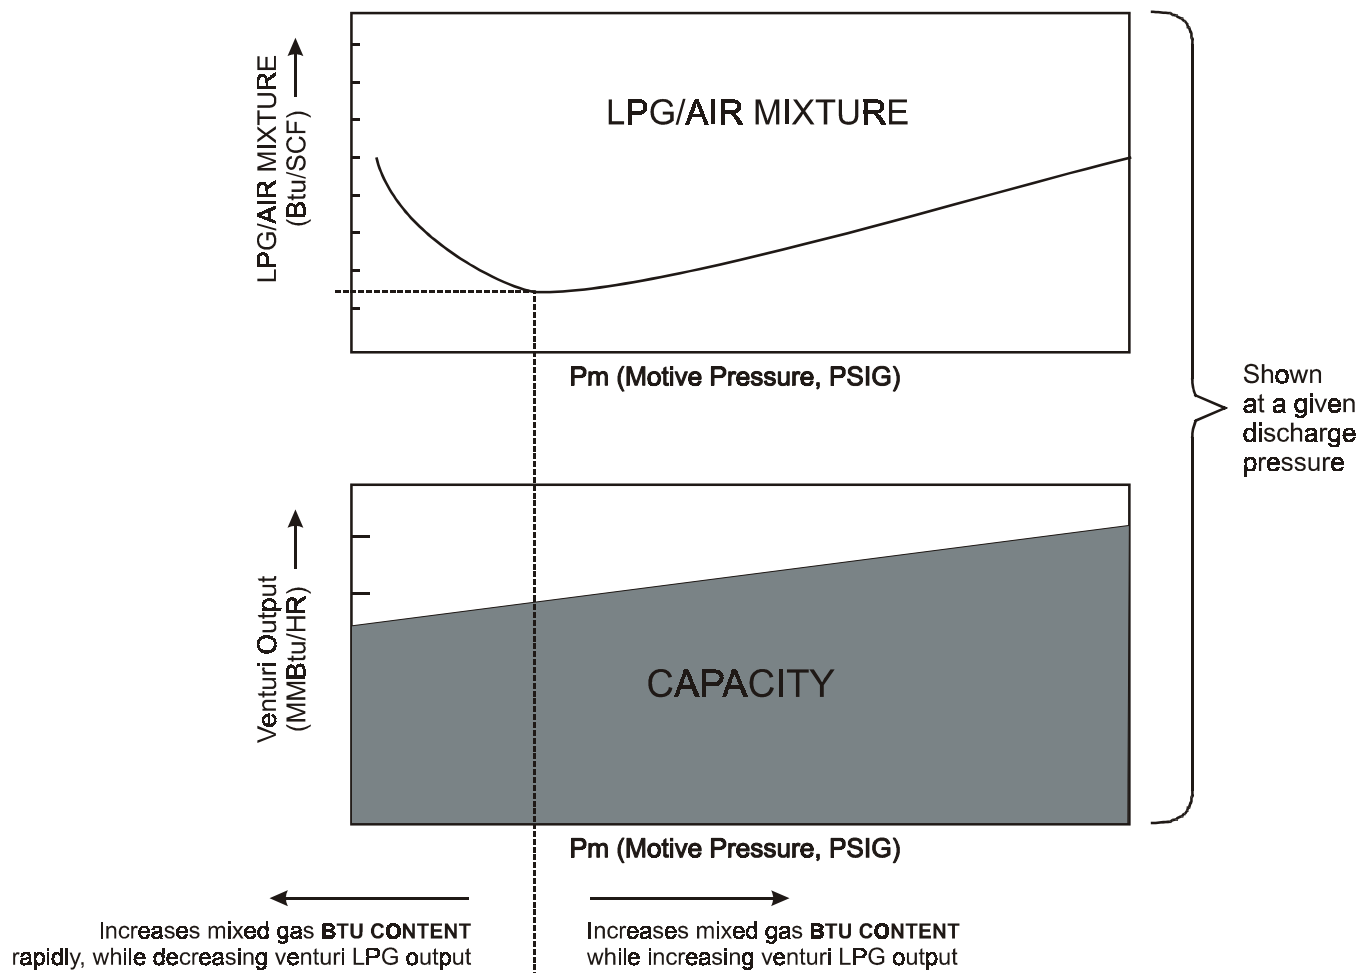 LPG/AIR MIXTURE
(Btu/SCF)
LPG/AIR MIXTURE
Pm (Motive Pressure, PSIG)
Shown
at a given
discharge
pressure
Venturi Output
(MMBtu/HR)
CAPACITY
Pm (Motive Pressure, PSIG)
Increases mixed gas BTU CONTENT
rapidly, while decreasing venturi LPG output
Increases mixed gas BTU CONTENT
while increasing venturi LPG output